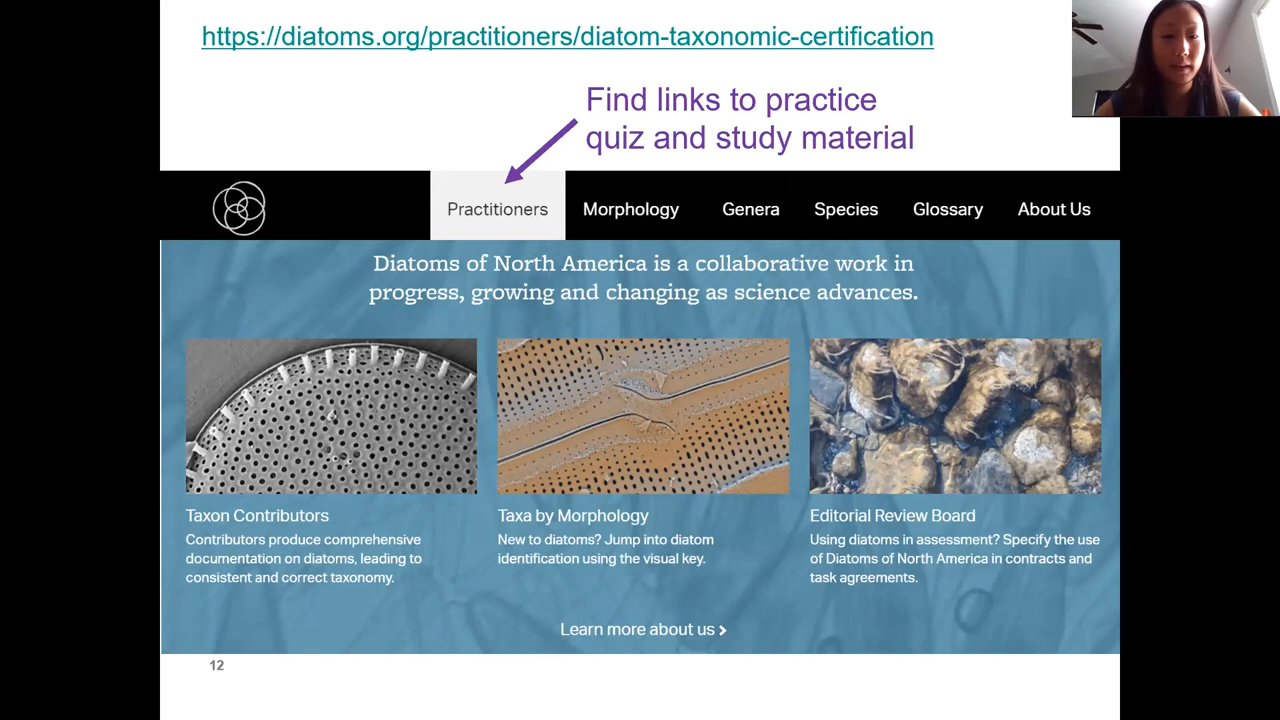 https://diatoms.org/practitioners/diatom-taxonomic-certification
Find links to practice
quiz and study material
Practitioners Morphology Genera Species Glossary About Us
Diatoms of North America is a collaborative work in
progress, growing and changing as science advances.
Taxon Contributors
Contributors produce comprehensive
documentation on diatoms, leading to
consistent and correct taxonomy.
Taxa by Morphology
New to diatoms? Jump into diatom
identification using the visual key.
Editorial Review Board
Using diatoms in assessment? Specify the use
of Diatoms of North America in contracts and
task agreements.
Learn more about us >
12